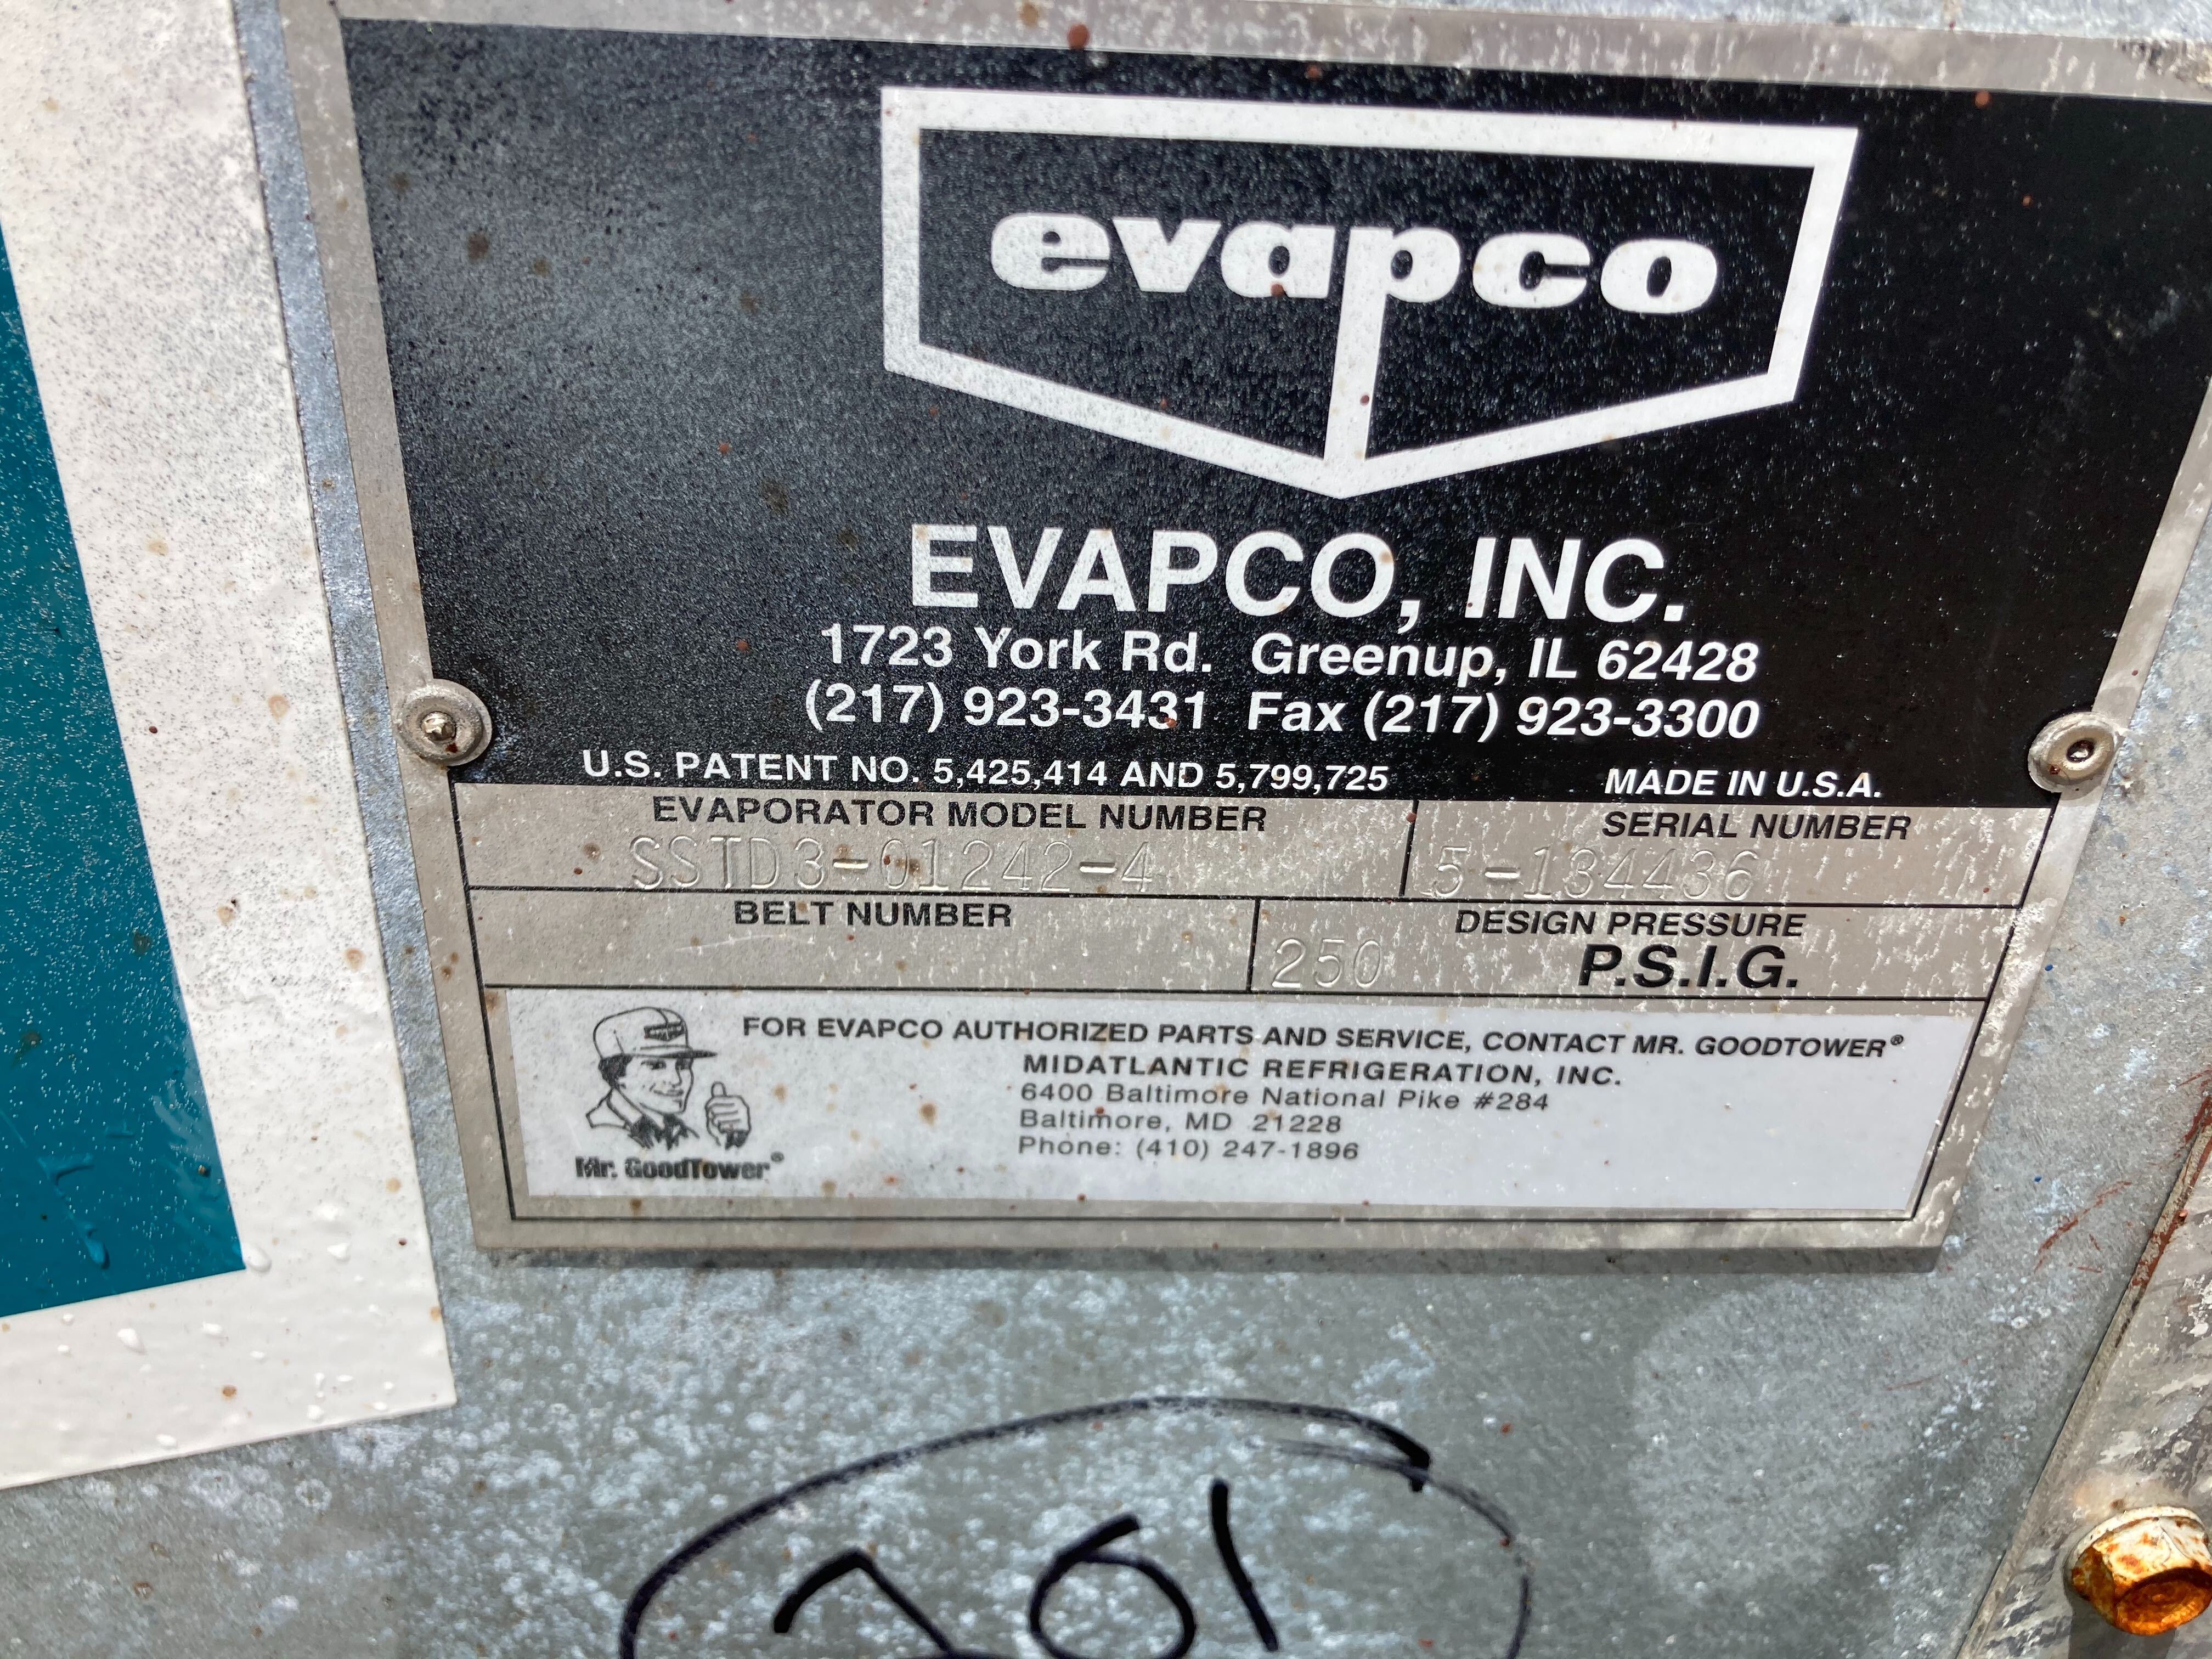 evapco
EVAPCO, INC.
1723 York Rd. Greenup, IL 62428
(217) 923-3431 Fax (217) 923-3300
U.S. PATENT NO. 5,425,414 AND 5,799,725 MADE IN U.S.A.
EVAPORATOR MODEL NUMBER SERIAL NUMBER
SSTD3-01242-4 5-134436
BELT NUMBER DESIGN PRESSURE
250 P.S.I.G.
FOR EVAPCO AUTHORIZED PARTS AND SERVICE, CONTACT MR. GOODTOWER®
MIDATLANTIC REFRIGERATION, INC.
6400 Baltimore National Pike #284
Baltimore, MD 21228
Phone: (410) 247-1896
Mr. GoodTower®